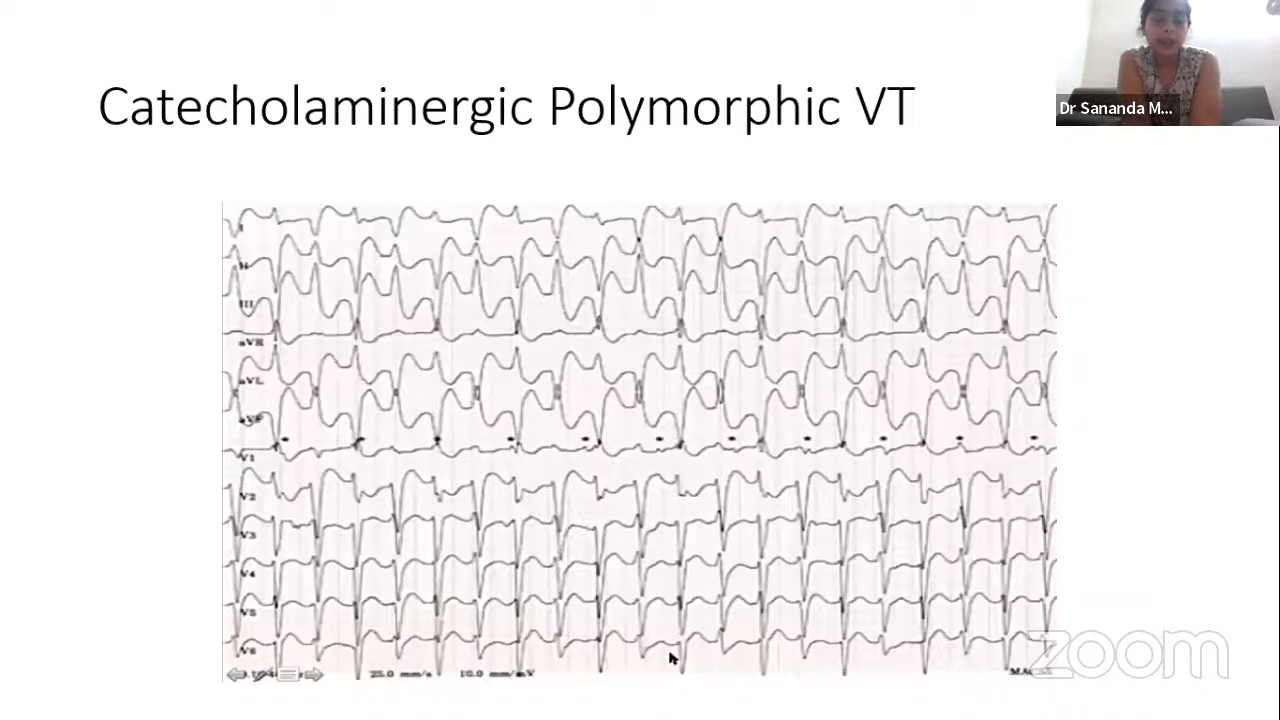 Catecholaminergic Polymorphic VT
Dr Sananda M...
I
II
III
aVR
aVL
aVF
V1
V2
V3
V4
V5
V6
25.0 mm/s 10.0 mm/mV
zoom